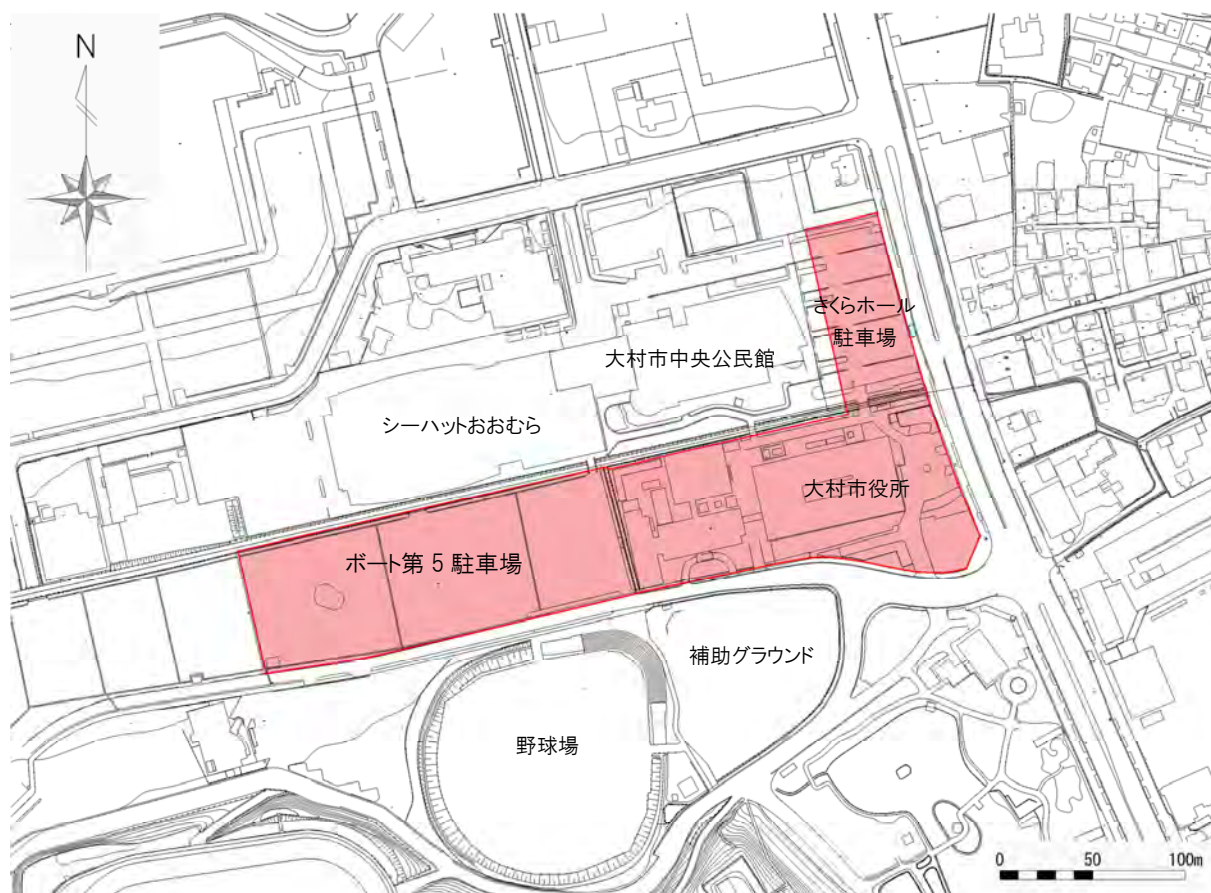 N
さくらホール
駐車場
大村市中央公民館
シーハットおおむら
大村市役所
ボート第5駐車場
補助グラウンド
野球場
0 50 100m